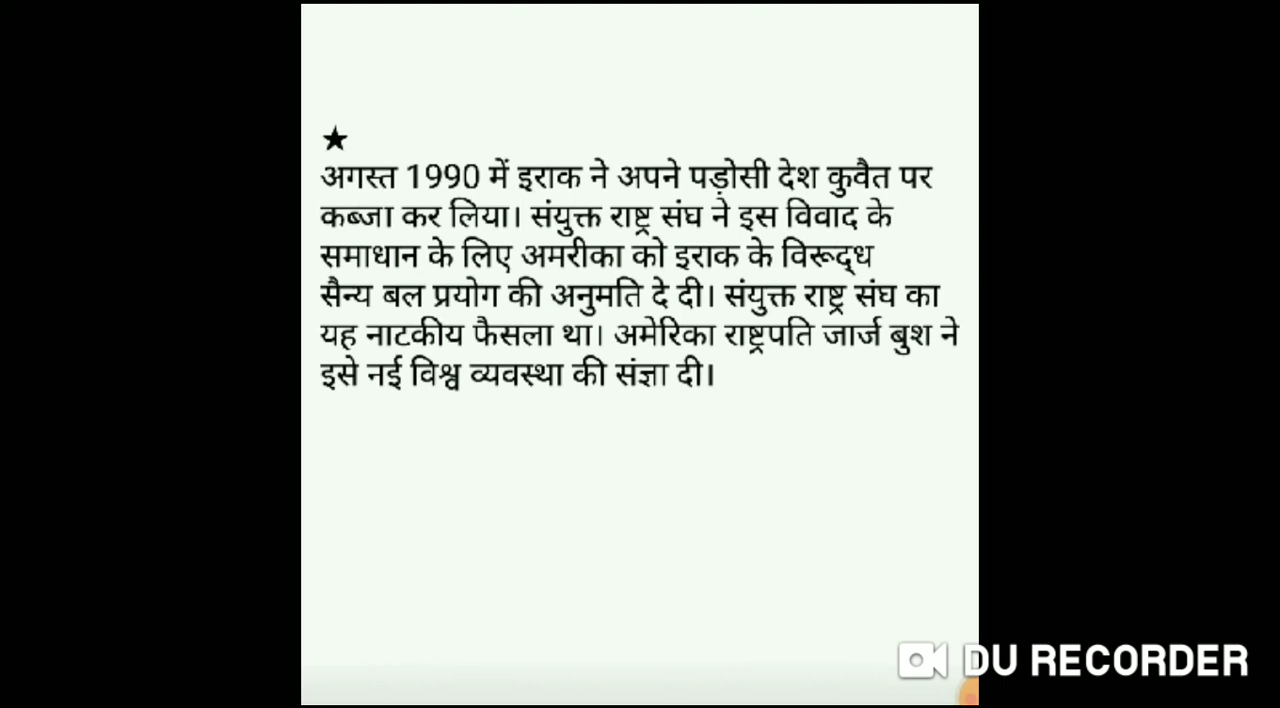 ★
अगस्त 1990 में इराक ने अपने पड़ोसी देश कुवैत पर
कब्जा कर लिया। संयुक्त राष्ट्र संघ ने इस विवाद के
समाधान के लिए अमरीका को इराक के विरूद्ध
सैन्य बल प्रयोग की अनुमति दे दी। संयुक्त राष्ट्र संघ का
यह नाटकीय फैसला था। अमेरिका राष्ट्रपति जार्ज बुश ने
इसे नई विश्व व्यवस्था की संज्ञा दी।
DU RECORDER